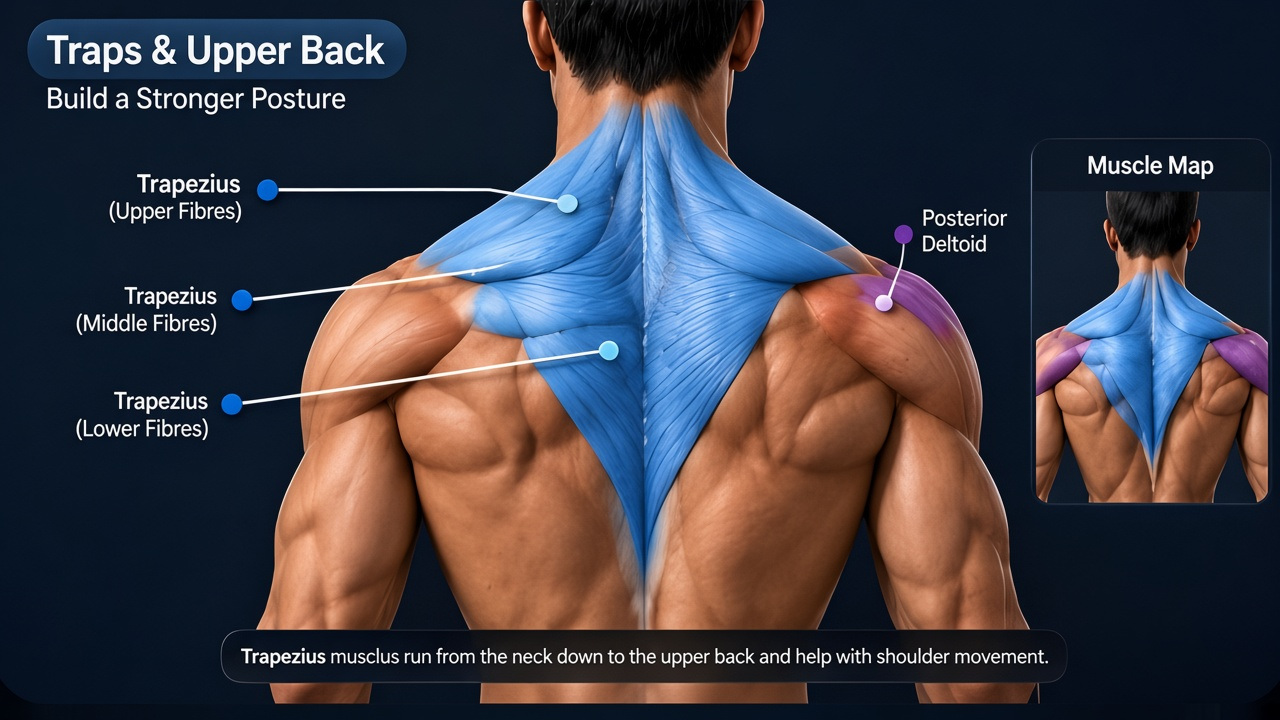 Traps & Upper Back
Build a Stronger Posture
Trapezius
(Upper Fibres)
Trapezius
(Middle Fibres)
Trapezius
(Lower Fibres)
Posterior
Deltoid
Muscle Map
Trapezius musclus run from the neck down to the upper back and help with shoulder movement.